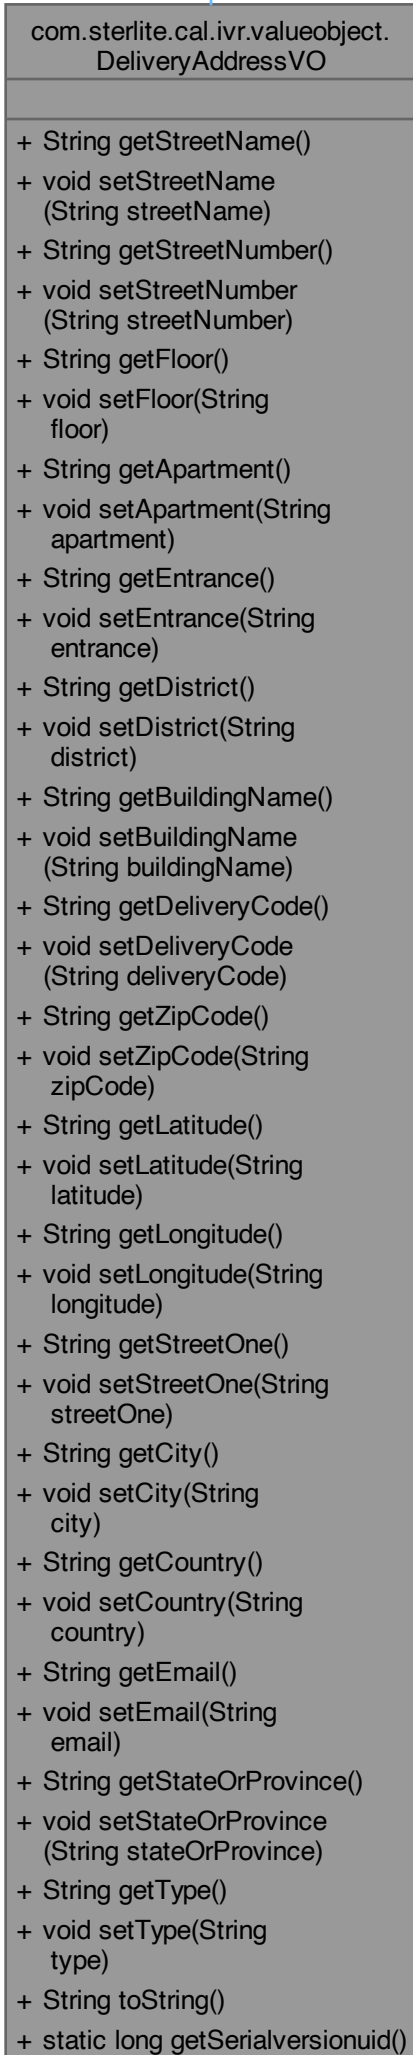 com.sterlite.cal.ivr.valueobject.
DeliveryAddressVO
+ String getStreetName()
+ void setStreetName
(String streetName)
+ String getStreetNumber()
+ void setStreetNumber
(String streetNumber)
+ String getFloor()
+ void setFloor(String
floor)
+ String getApartment()
+ void setApartment(String
apartment)
+ String getEntrance()
+ void setEntrance(String
entrance)
+ String getDistrict()
+ void setDistrict(String
district)
+ String getBuildingName()
+ void setBuildingName
(String buildingName)
+ String getDeliveryCode()
+ void setDeliveryCode
(String deliveryCode)
+ String getZipCode()
+ void setZipCode(String
zipCode)
+ String getLatitude()
+ void setLatitude(String
latitude)
+ String getLongitude()
+ void setLongitude(String
longitude)
+ String getStreetOne()
+ void setStreetOne(String
streetOne)
+ String getCity()
+ void setCity(String
city)
+ String getCountry()
+ void setCountry(String
country)
+ String getEmail()
+ void setEmail(String
email)
+ String getStateOrProvince()
+ void setStateOrProvince
(String stateOrProvince)
+ String getType()
+ void setType(String
type)
+ String toString()
+ static long getSerialversionuid()